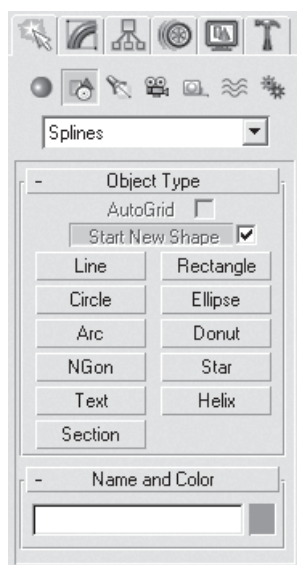 Splines
- Object Type
AutoGrid
Start New Shape
Line Rectangle
Circle Ellipse
Arc Donut
NGon Star
Text Helix
Section
- Name and Color